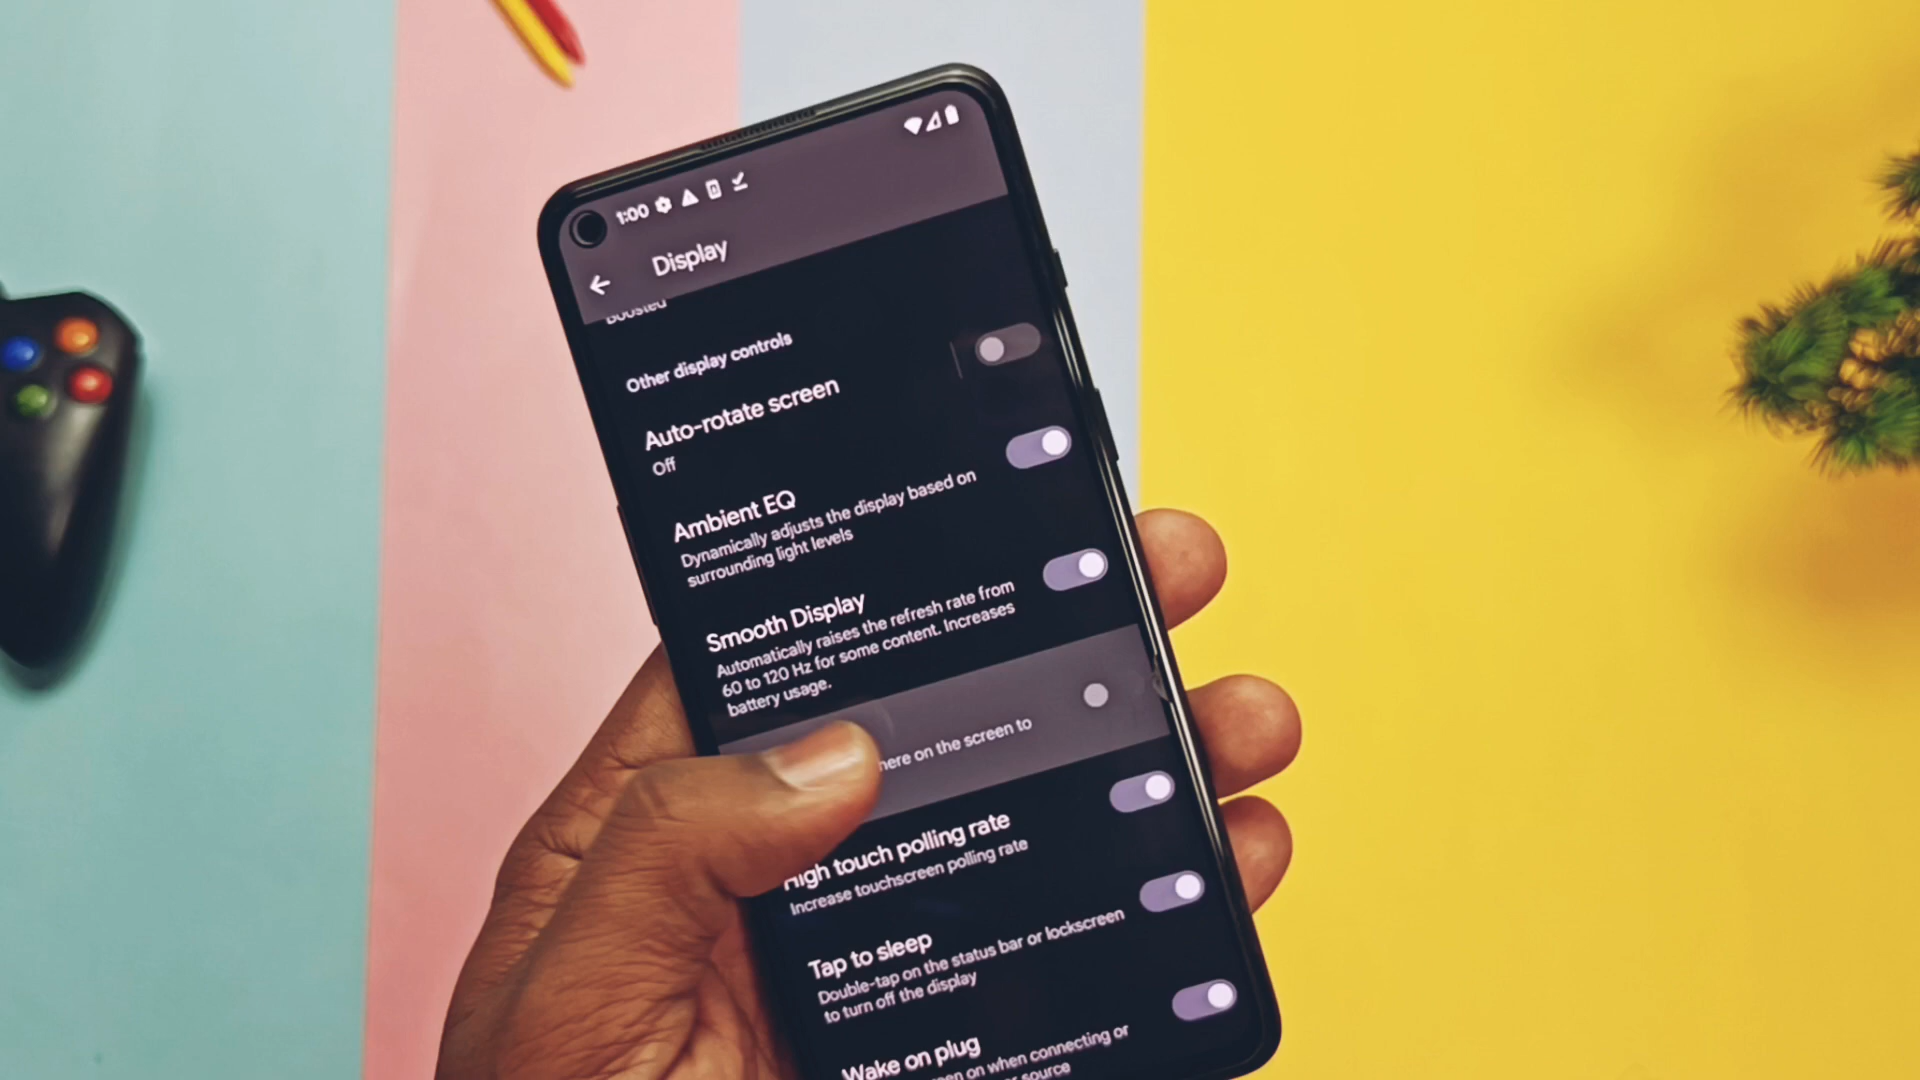 1:00
Display
Boosted
Other display controls
Auto-rotate screen
Off
Ambient EQ
Dynamically adjusts the display based on
surrounding light levels
Smooth Display
Automatically raises the refresh rate from
60 to 120 Hz for some content. Increases
battery usage.
on the screen to
High touch polling rate
Increase touchscreen polling rate
Tap to sleep
Double-tap on the status bar or lockscreen
to turn off the display
Wake on plug
on when connecting or
source